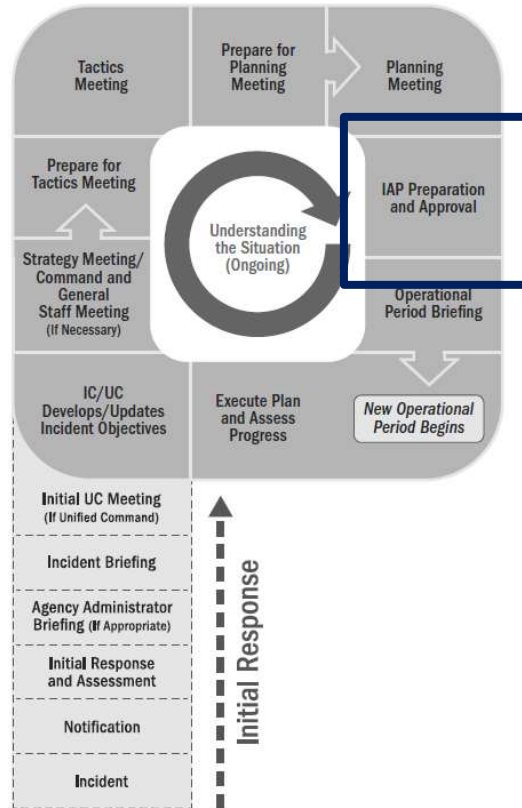 Tactics
Meeting
Prepare for
Planning
Meeting
Planning
Meeting
Prepare for
Tactics Meeting
IAP Preparation
and Approval
Understanding
the Situation
(Ongoing)
Strategy Meeting/
Command and
General
Staff Meeting
(If Necessary)
Operational
Period Briefing
IC/UC
Develops/Updates
Incident Objectives
Execute Plan
and Assess
Progress
New Operational
Period Begins
Initial UC Meeting
(If Unified Command)
Incident Briefing
Agency Administrator
Briefing (If Appropriate)
Initial Response
and Assessment
Notification
Incident
Initial Response